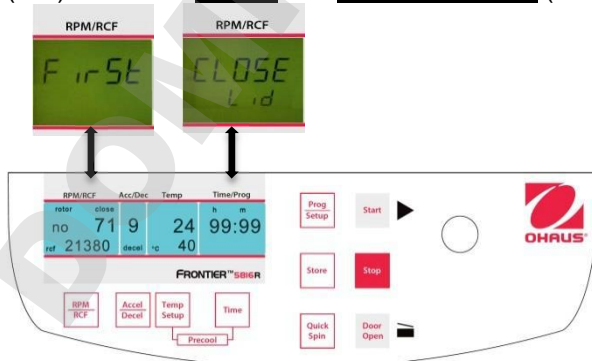 RPM/RCF
RPM/RCF
FirSt
CLOSE
Lid
RPM/RCF Acc/Dec Temp Time/Prog
rotor close h m
no 71 9 24 99:99
rcf 21380 decel °C 40
FRONTIER™ 5816R
RPM
RCF
Accel
Decel
Temp
Setup
Time
Precool
Prog
Setup
Start
Store
Stop
Quick
Spin
Door
Open
OHAUS®